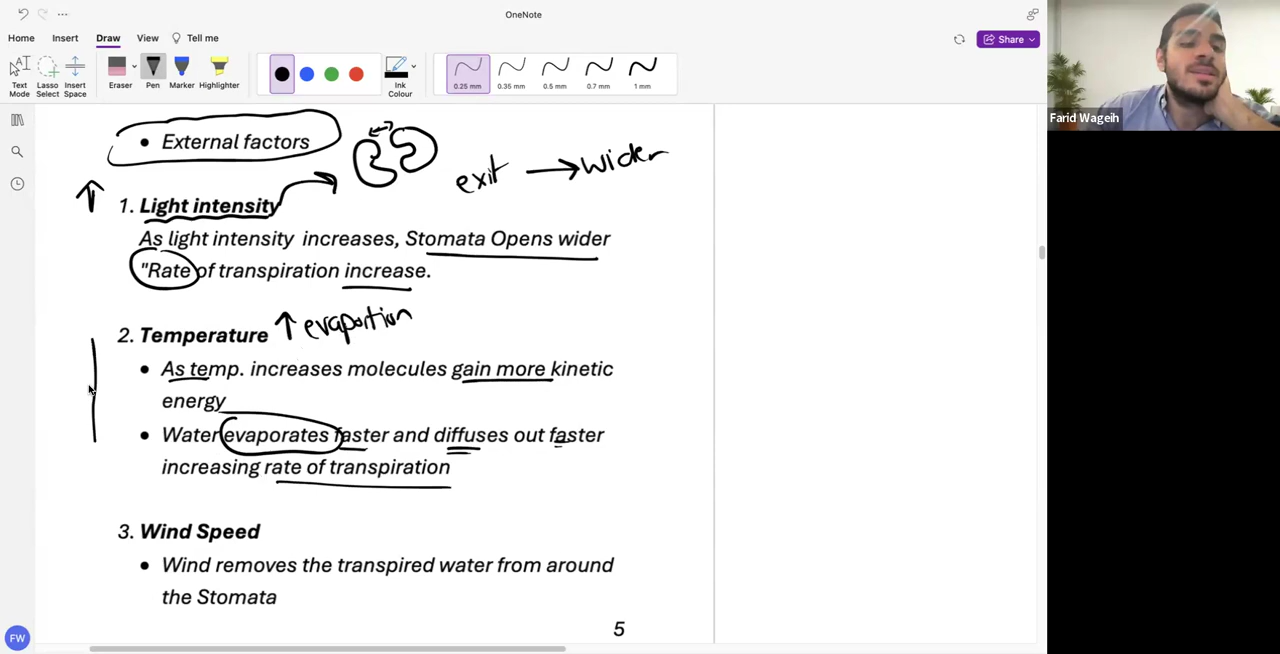 OneNote
Home Insert Draw View Tell me
Share
Text Mode
Lasso Select
Insert Space
Eraser
Pen
Marker
Highlighter
Ink Colour
0.25 mm
0.35 mm
0.5 mm
0.7 mm
1 mm
Farid Wageih
• External factors
exit → wider
1. Light intensity
As light intensity increases, Stomata Opens wider
"Rate of transpiration increase.
2. Temperature ↑ evaportion
• As temp. increases molecules gain more kinetic
energy
• Water evaporates faster and diffuses out faster
increasing rate of transpiration
3. Wind Speed
• Wind removes the transpired water from around
the Stomata
5
FW